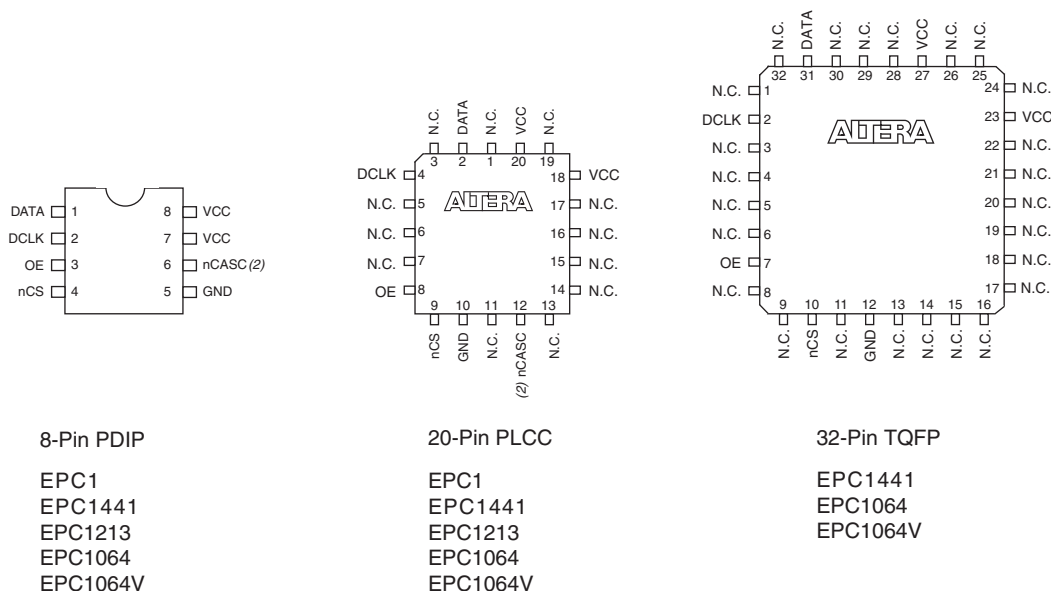 DATA 1 8 VCC
DCLK 2 7 VCC
OE 3 6 nCASC (2)
nCS 4 5 GND
8-Pin PDIP
EPC1
EPC1441
EPC1213
EPC1064
EPC1064V
N.C. DATA N.C. VCC N.C.
3 2 1 20 19
DCLK 4 18 VCC
ALTERA
N.C. 5 17 N.C.
N.C. 6 16 N.C.
N.C. 7 15 N.C.
OE 8 14 N.C.
9 10 11 12 13
nCS GND N.C. (2) nCASC N.C.
20-Pin PLCC
EPC1
EPC1441
EPC1213
EPC1064
EPC1064V
N.C. DATA N.C. N.C. N.C. VCC N.C. N.C.
32 31 30 29 28 27 26 25
N.C. 1 24 N.C.
DCLK 2 23 VCC
ALTERA
N.C. 3 22 N.C.
N.C. 4 21 N.C.
N.C. 5 20 N.C.
N.C. 6 19 N.C.
OE 7 18 N.C.
N.C. 8 17 N.C.
9 10 11 12 13 14 15 16
N.C. nCS N.C. GND N.C. N.C. N.C. N.C.
32-Pin TQFP
EPC1441
EPC1064
EPC1064V